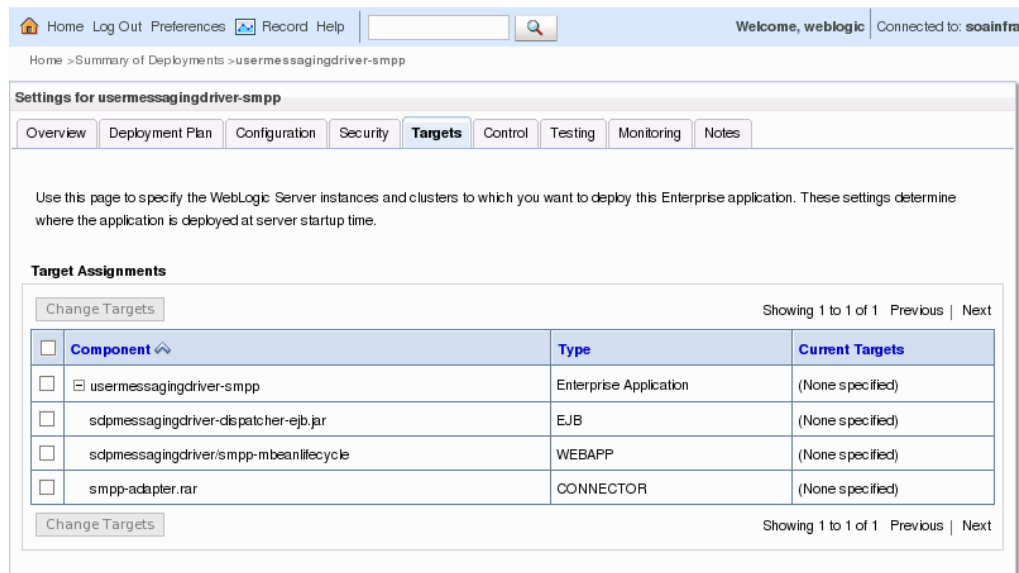 Home Log Out Preferences Record Help
Welcome, weblogic Connected to: soainfra
Home >Summary of Deployments >usermessagingdriver-smpp
Settings for usermessagingdriver-smpp
Overview Deployment Plan Configuration Security Targets Control Testing Monitoring Notes
Use this page to specify the WebLogic Server instances and clusters to which you want to deploy this Enterprise application. These settings determine
where the application is deployed at server startup time.
Target Assignments
Change Targets Showing 1 to 1 of 1 Previous | Next
Component Type Current Targets
usermessagingdriver-smpp Enterprise Application (None specified)
sdpmessagingdriver-dispatcher-ejb.jar EJB (None specified)
sdpmessagingdriver/smpp-mbeanlifecycle WEBAPP (None specified)
smpp-adapter.rar CONNECTOR (None specified)
Change Targets Showing 1 to 1 of 1 Previous | Next